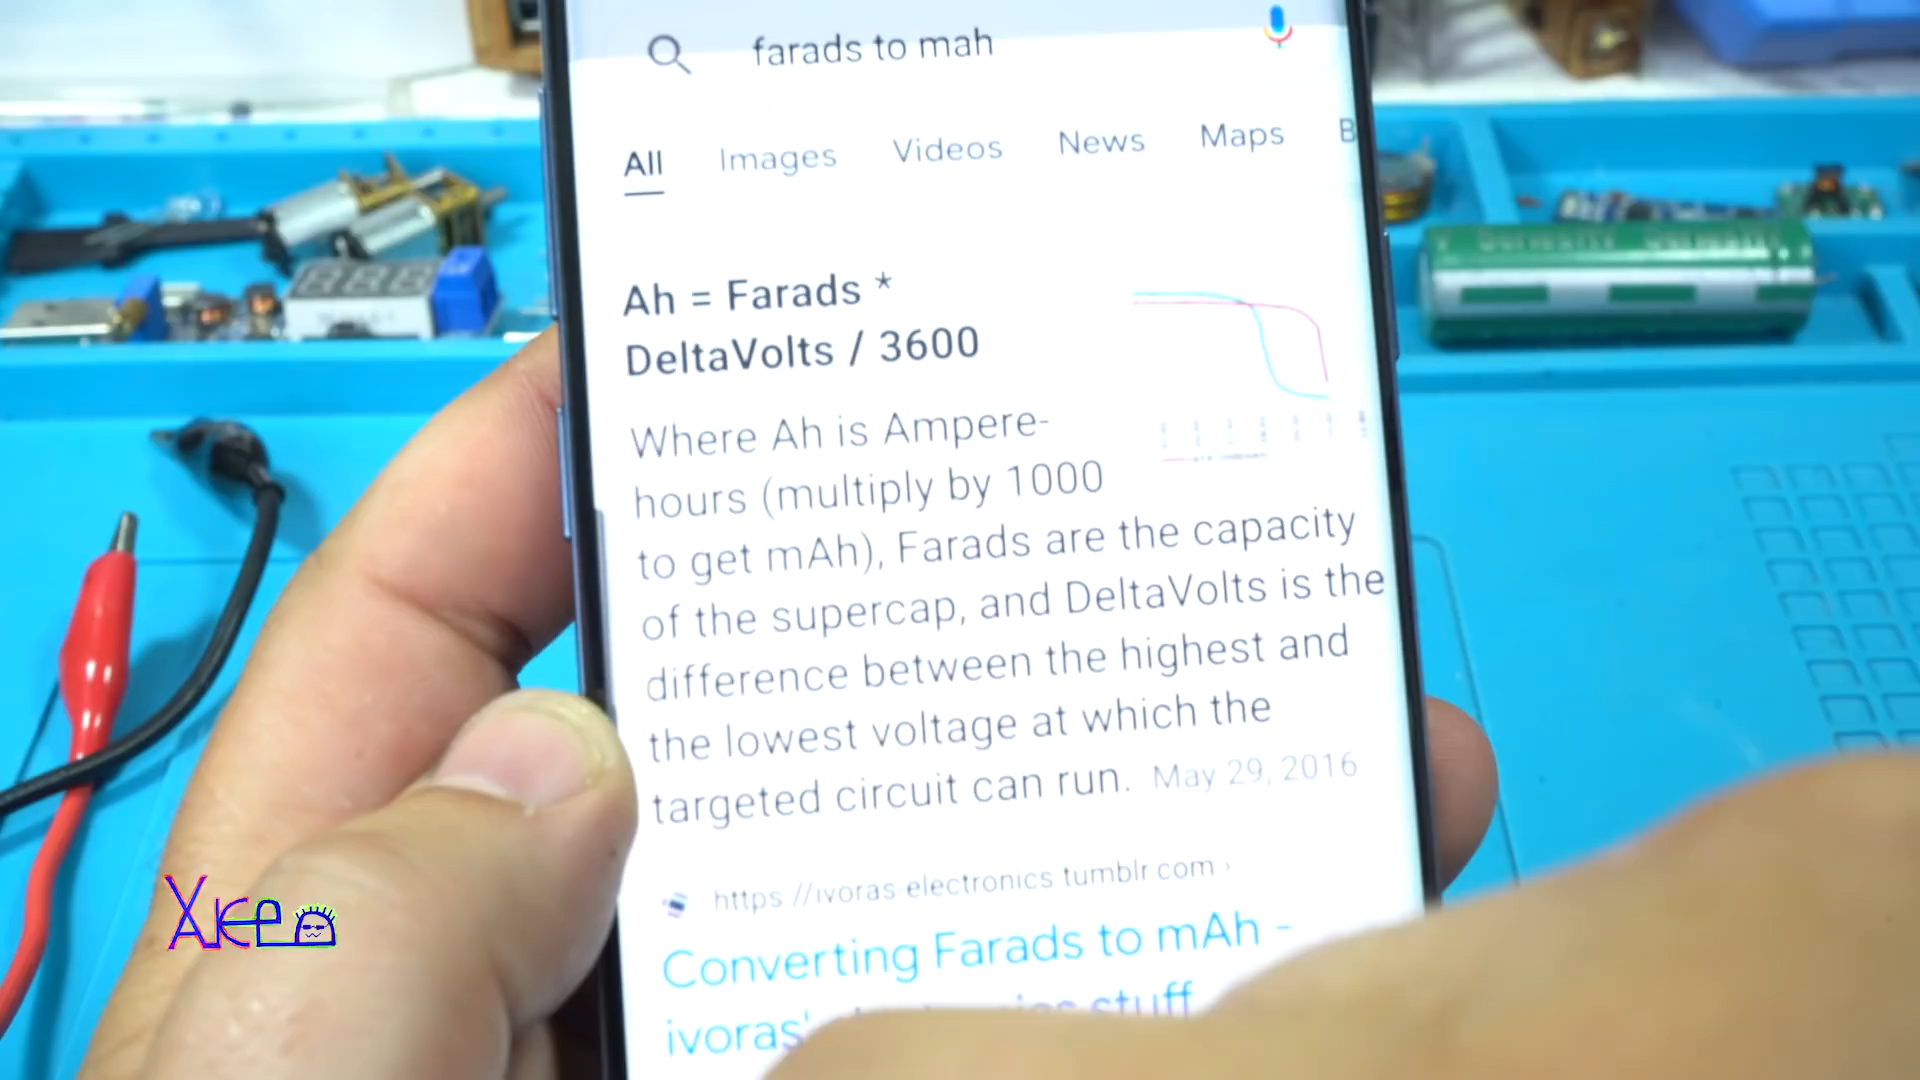 farads to mah
All Images Videos News Maps B
Ah = Farads *
DeltaVolts / 3600
Where Ah is Ampere-
hours (multiply by 1000
to get mAh), Farads are the capacity
of the supercap, and DeltaVolts is the
difference between the highest and
the lowest voltage at which the
targeted circuit can run. May 29, 2016
https://ivoras-electronics.tumblr.com ›
Converting Farads to mAh -
ivoras' stuff